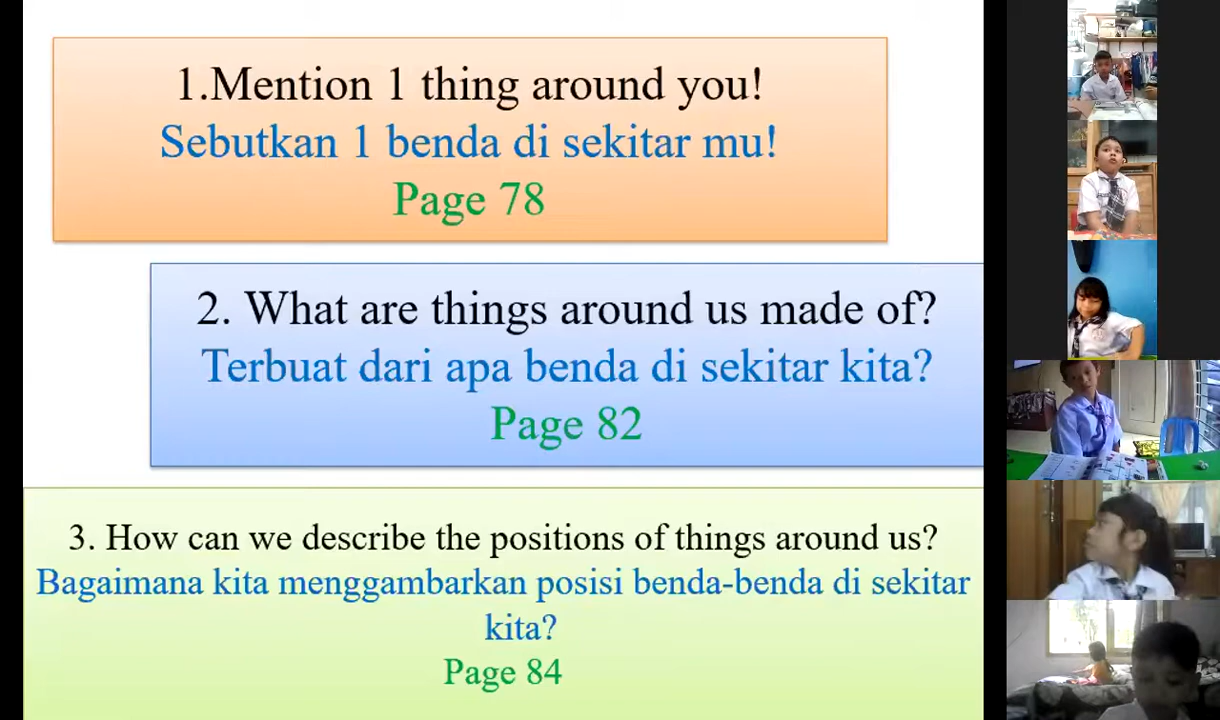 1.Mention 1 thing around you!
Sebutkan 1 benda di sekitar mu!
Page 78
2. What are things around us made of?
Terbuat dari apa benda di sekitar kita?
Page 82
3. How can we describe the positions of things around us?
Bagaimana kita menggambarkan posisi benda-benda di sekitar
kita?
Page 84